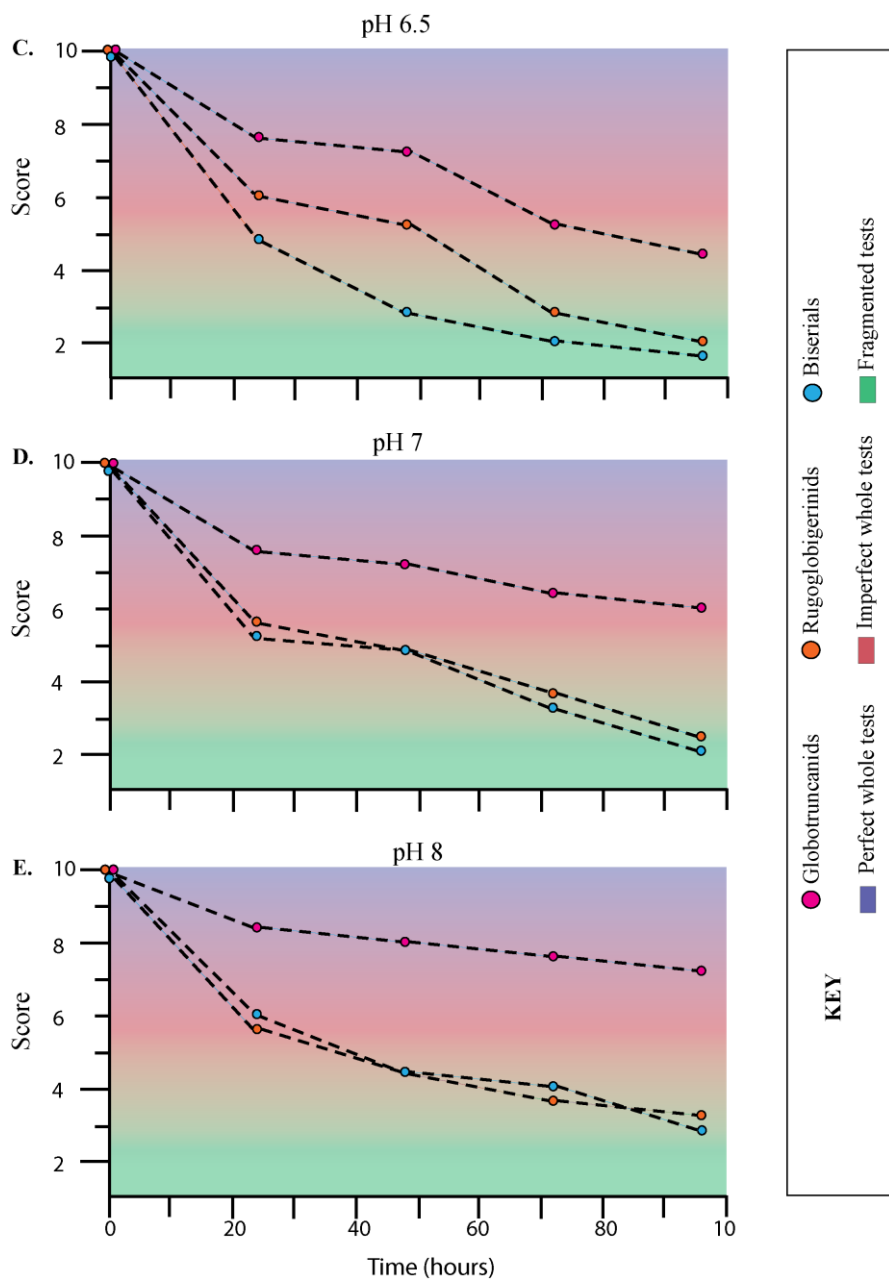 C.
pH 6.5
10
8
6
4
2
Score
D.
pH 7
10
8
6
4
2
Score
E.
pH 8
10
8
6
4
2
Score
0
20
40
60
80
10
Time (hours)
KEY
Globotruncanids
Rugoglobigerinids
Biserials
Perfect whole tests
Imperfect whole tests
Fragmented tests